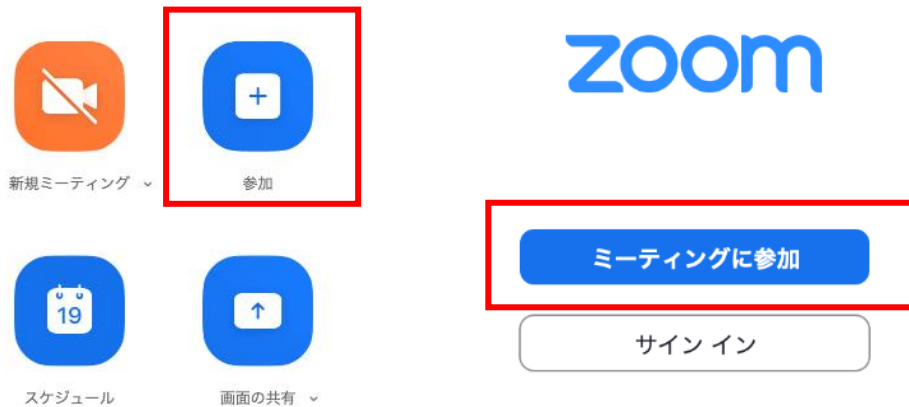 新規ミーティング
参加
19
スケジュール
画面の共有
zoom
ミーティングに参加
サイン イン